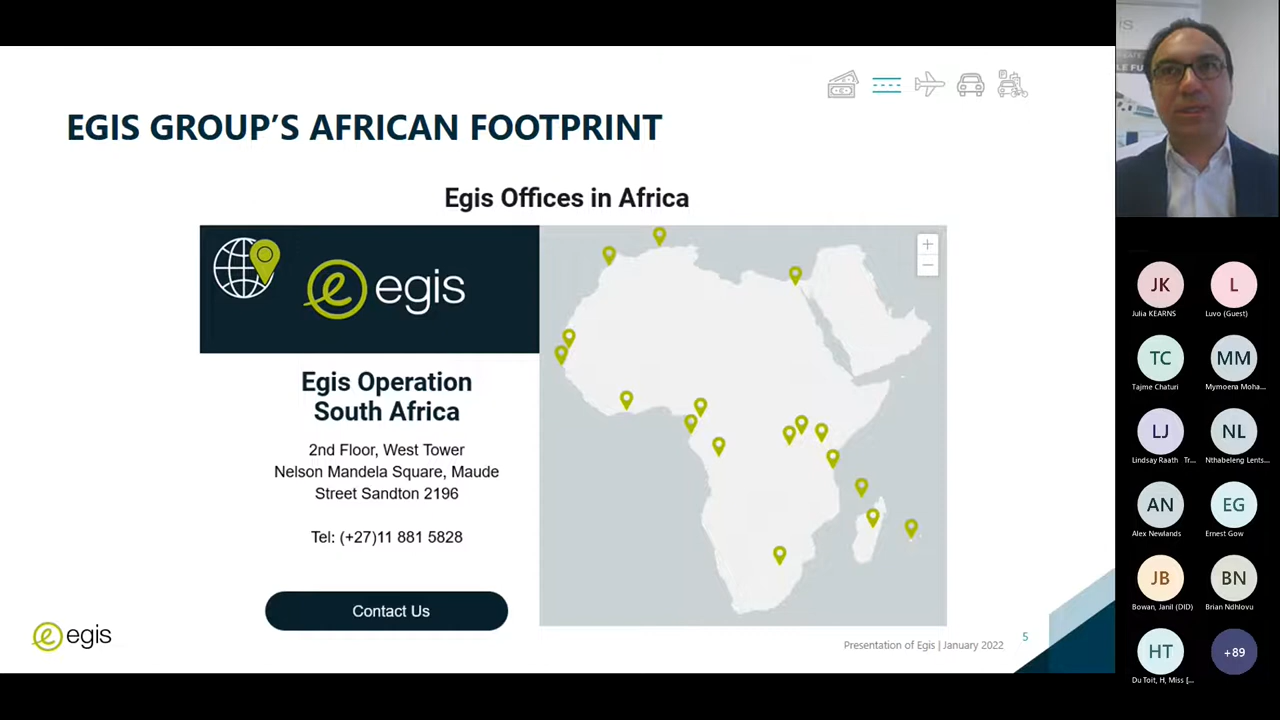 EGIS GROUP'S AFRICAN FOOTPRINT
Egis Offices in Africa
egis
Egis Operation
South Africa
2nd Floor, West Tower
Nelson Mandela Square, Maude
Street Sandton 2196
Tel: (+27)11 881 5828
Contact Us
+
−
egis
Presentation of Egis | January 2022
5
JK
Julia KEARNS
L
Luvo (Guest)
TC
Tajme Chaturi
MM
Mymoena Moha...
LJ
Lindsay Raath Tr...
NL
Nthabeleng Lents...
AN
Alex Newlands
EG
Ernest Gow
JB
Bowan, Janil (DID)
BN
Brian Ndhlovu
HT
Du Toit, H, Miss [...
+89